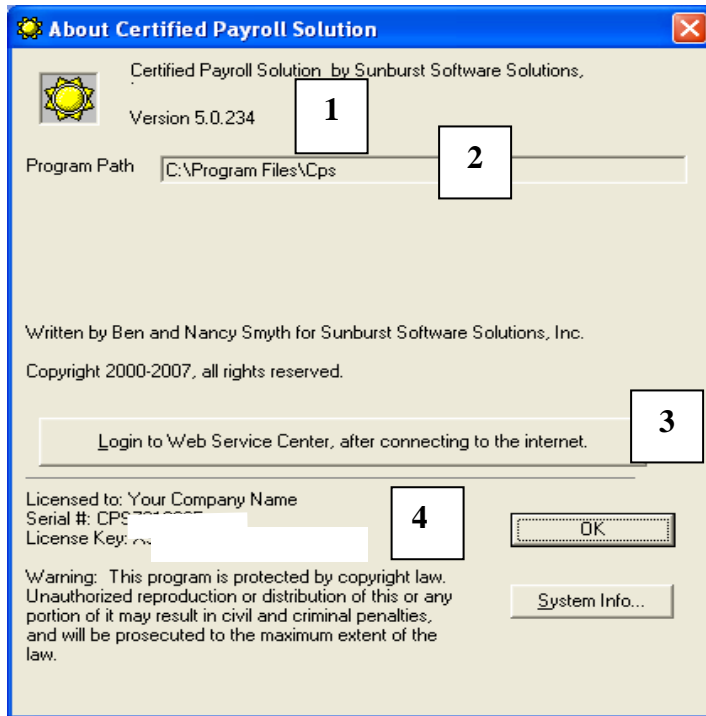 About Certified Payroll Solution
Certified Payroll Solution by Sunburst Software Solutions,
Version 5.0.234
1
2
Program Path
C:\Program Files\Cps
Written by Ben and Nancy Smyth for Sunburst Software Solutions, Inc.
Copyright 2000-2007, all rights reserved.
3
Login to Web Service Center, after connecting to the internet.
Licensed to: Your Company Name
Serial #:
License Key:
4
OK
Warning: This program is protected by copyright law.
Unauthorized reproduction or distribution of this or any
portion of it may result in civil and criminal penalties,
and will be prosecuted to the maximum extent of the
law.
System Info...